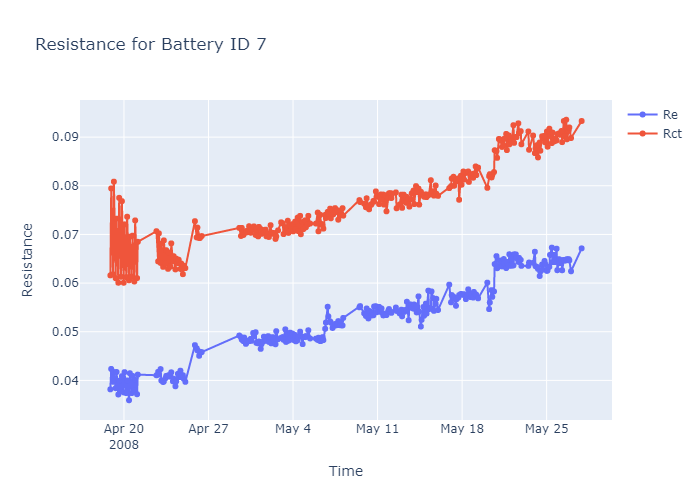 Resistance for Battery ID 7
Re
Rct
0.09
0.08
0.07
0.06
0.05
0.04
Resistance
Apr 20
2008
Apr 27
May 4
May 11
May 18
May 25
Time